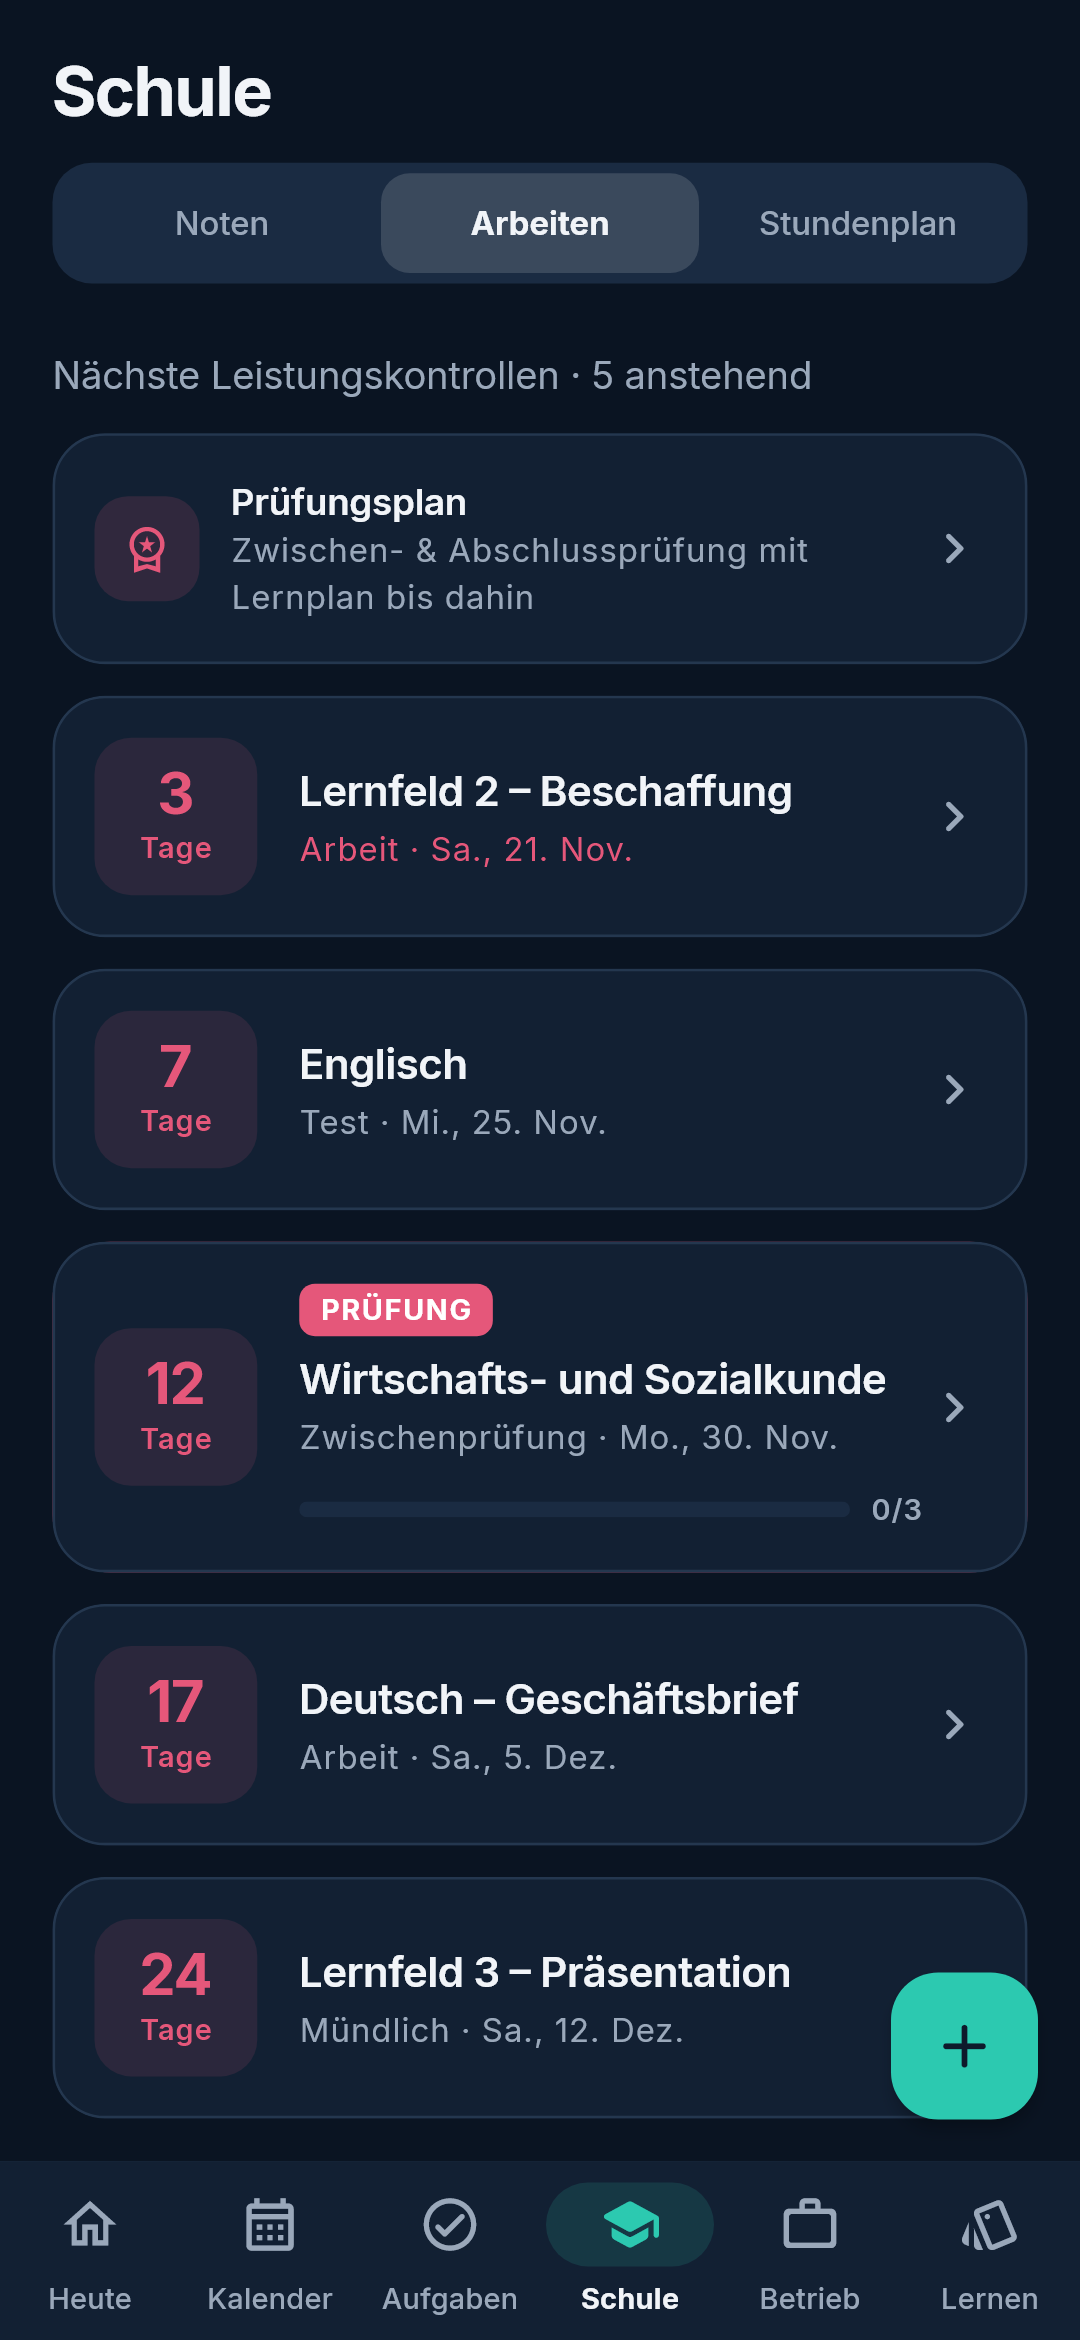 Schule
Noten
Arbeiten
Stundenplan
Nächste Leistungskontrollen · 5 anstehend
Prüfungsplan
Zwischen- & Abschlussprüfung mit
Lernplan bis dahin
3
Tage
Lernfeld 2 – Beschaffung
Arbeit · Sa., 21. Nov.
7
Tage
Englisch
Test · Mi., 25. Nov.
12
Tage
PRÜFUNG
Wirtschafts- und Sozialkunde
Zwischenprüfung · Mo., 30. Nov.
0/3
17
Tage
Deutsch – Geschäftsbrief
Arbeit · Sa., 5. Dez.
24
Tage
Lernfeld 3 – Präsentation
Mündlich · Sa., 12. Dez.
Heute
Kalender
Aufgaben
Schule
Betrieb
Lernen